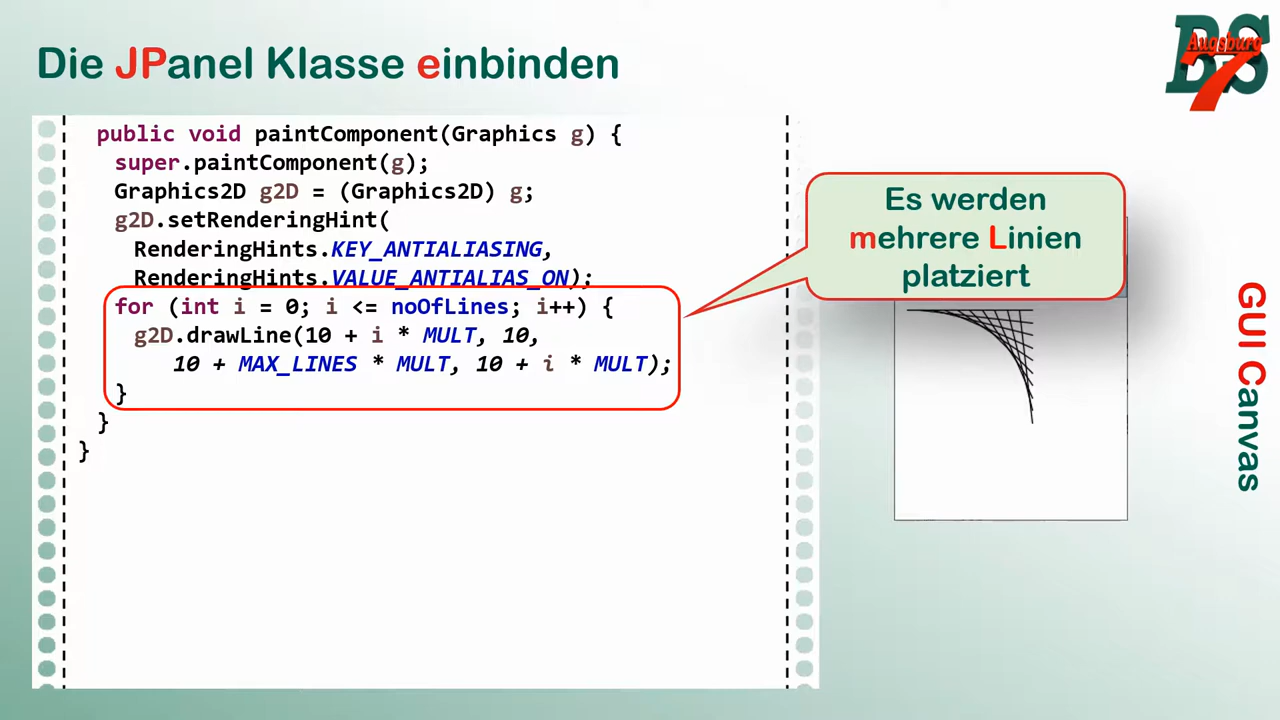 Die JPanel Klasse einbinden
BS
Augsburg
7
public void paintComponent(Graphics g) {
super.paintComponent(g);
Graphics2D g2D = (Graphics2D) g;
g2D.setRenderingHint(
RenderingHints.KEY_ANTIALIASING,
RenderingHints.VALUE_ANTIALIAS_ON);
for (int i = 0; i <= noOfLines; i++) {
g2D.drawLine(10 + i * MULT, 10,
10 + MAX_LINES * MULT, 10 + i * MULT);
}
}
}
Es werden
mehrere Linien
platziert
GUI Canvas